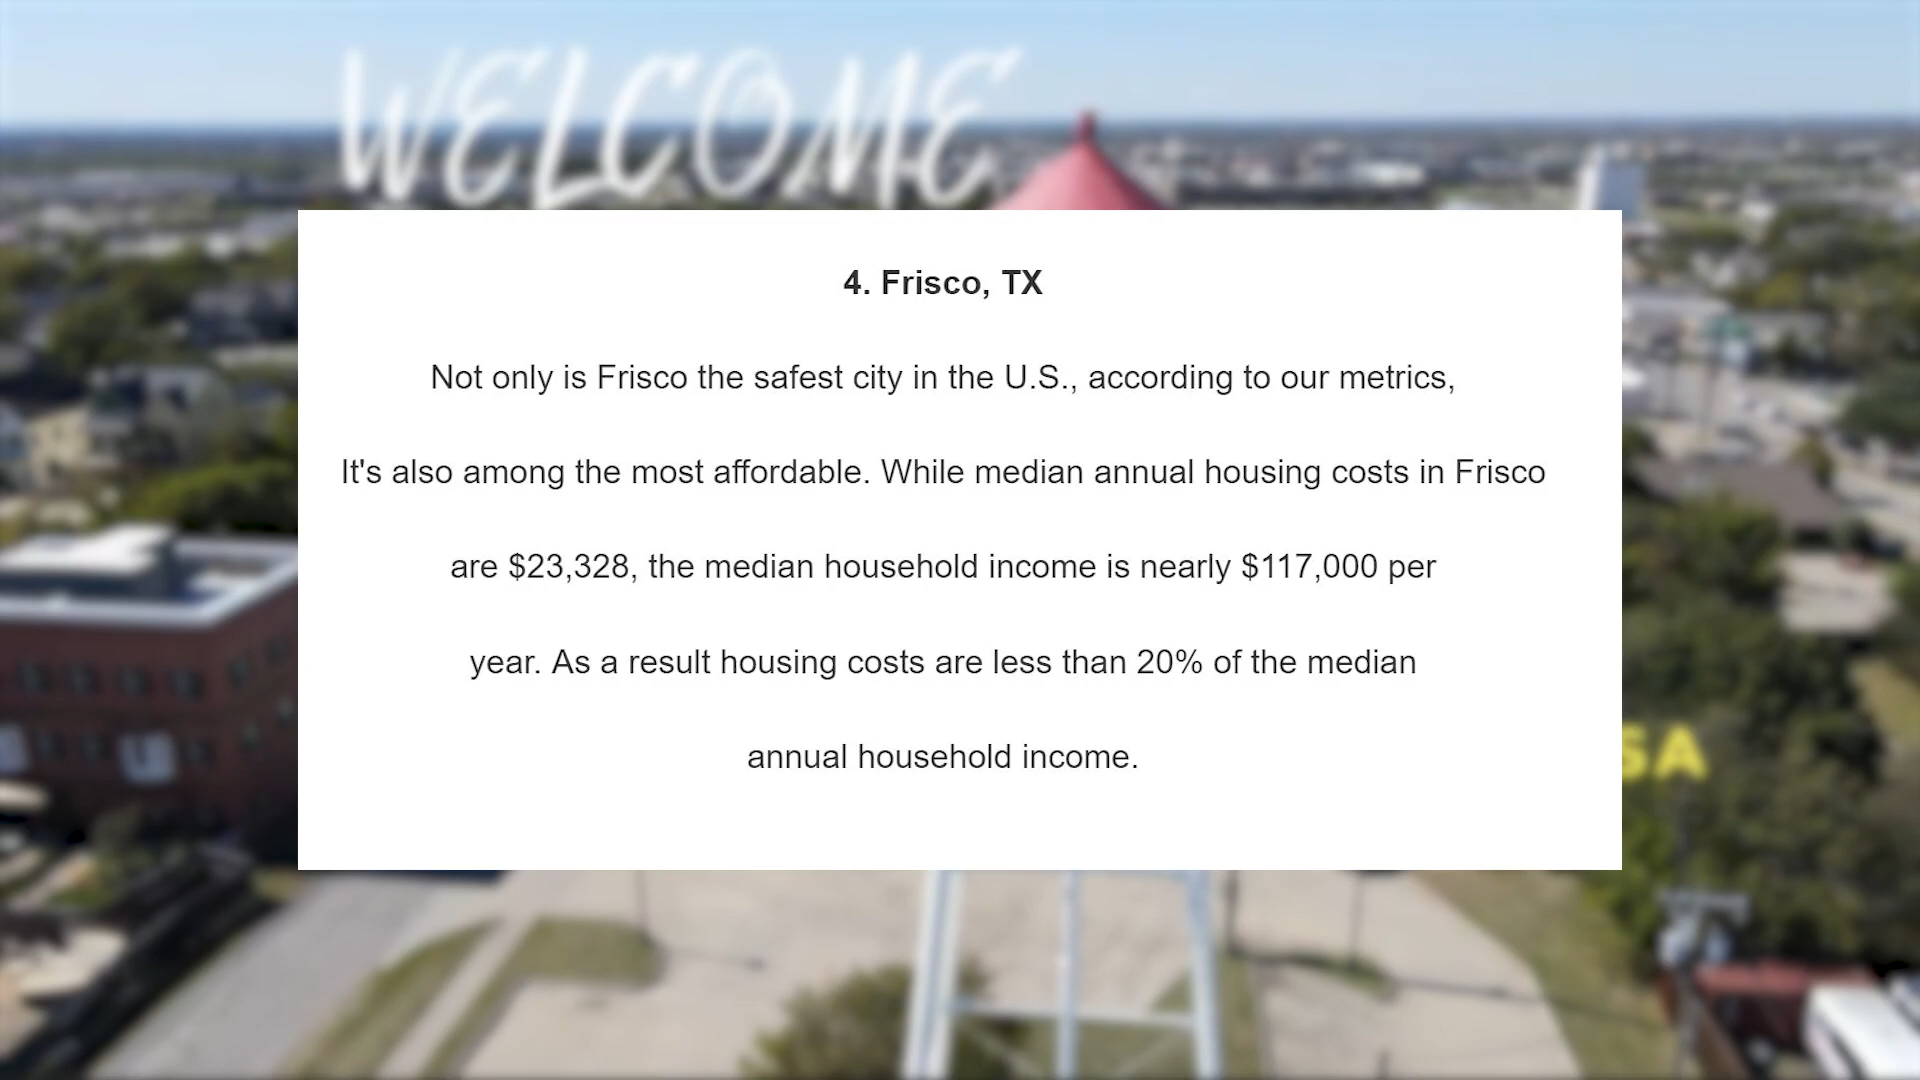 WELCOME
4. Frisco, TX
Not only is Frisco the safest city in the U.S., according to our metrics,
It's also among the most affordable. While median annual housing costs in Frisco
are $23,328, the median household income is nearly $117,000 per
year. As a result housing costs are less than 20% of the median
annual household income.
SA